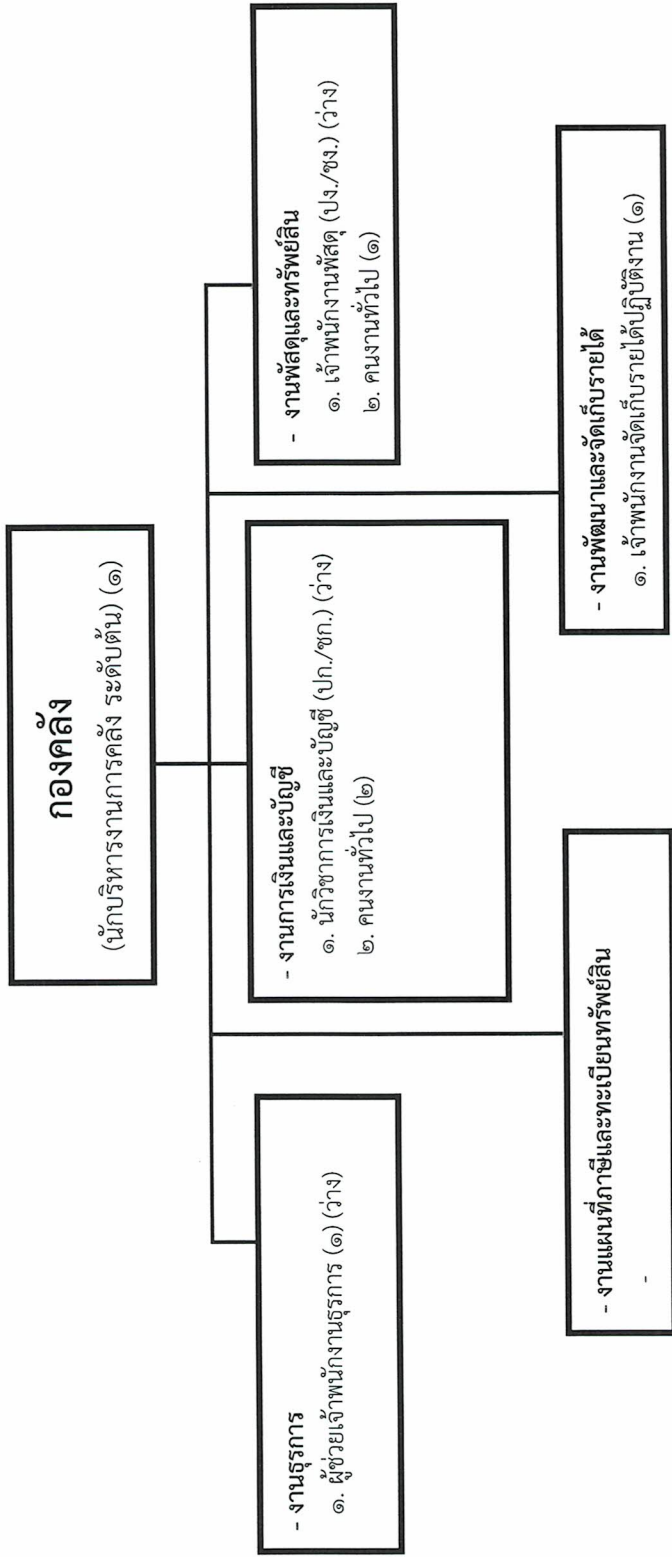 กองคลัง
(นักบริหารงานการคลัง ระดับต้น) (๑)
- งานธุรการ
๑. ผู้ช่วยเจ้าพนักงานธุรการ (๑) (ว่าง)
- งานการเงินและบัญชี
๑. นักวิชาการเงินและบัญชี (ปก./ชก.) (ว่าง)
๒. คนงานทั่วไป (๒)
- งานพัสดุและทรัพย์สิน
๑. เจ้าพนักงานพัสดุ (ปง./ชง.) (ว่าง)
๒. คนงานทั่วไป (๑)
- งานแผนที่ภาษีและทะเบียนทรัพย์สิน
-
- งานพัฒนาและจัดเก็บรายได้
๑. เจ้าพนักงานจัดเก็บรายได้ปฏิบัติงาน (๑)